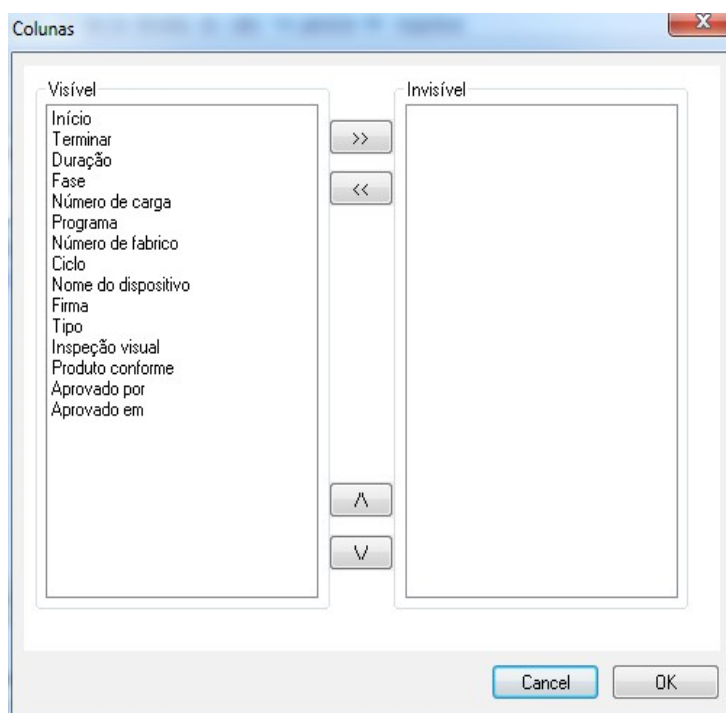 Colunas
Visível
Invisível
Início
Terminar
Duração
Fase
Número de carga
Programa
Número de fabrico
Ciclo
Nome do dispositivo
Firma
Tipo
Inspeção visual
Produto conforme
Aprovado por
Aprovado em
>>
<<
/\
\/
Cancel
OK